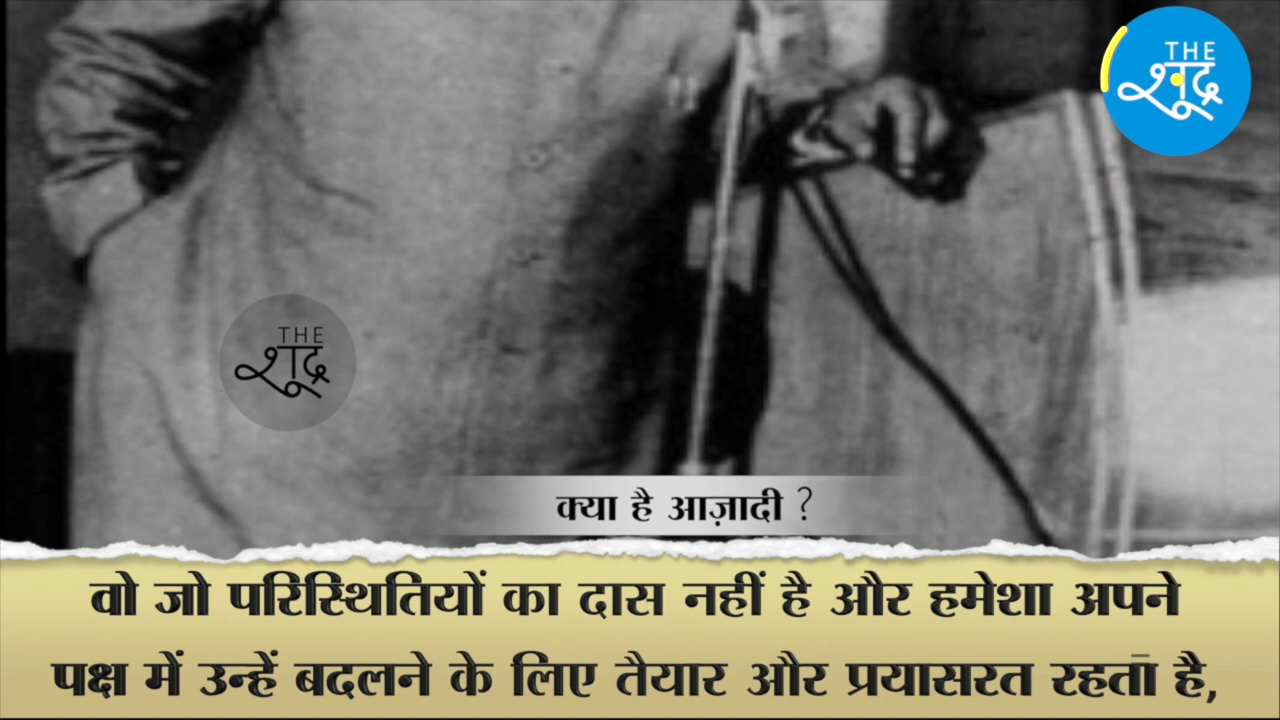 THE
शूद्र
THE
शूद्र
क्या है आज़ादी ?
वो जो परिस्थितियों का दास नहीं है और हमेशा अपने
पक्ष में उन्हें बदलने के लिए तैयार और प्रयासरत रहता है,